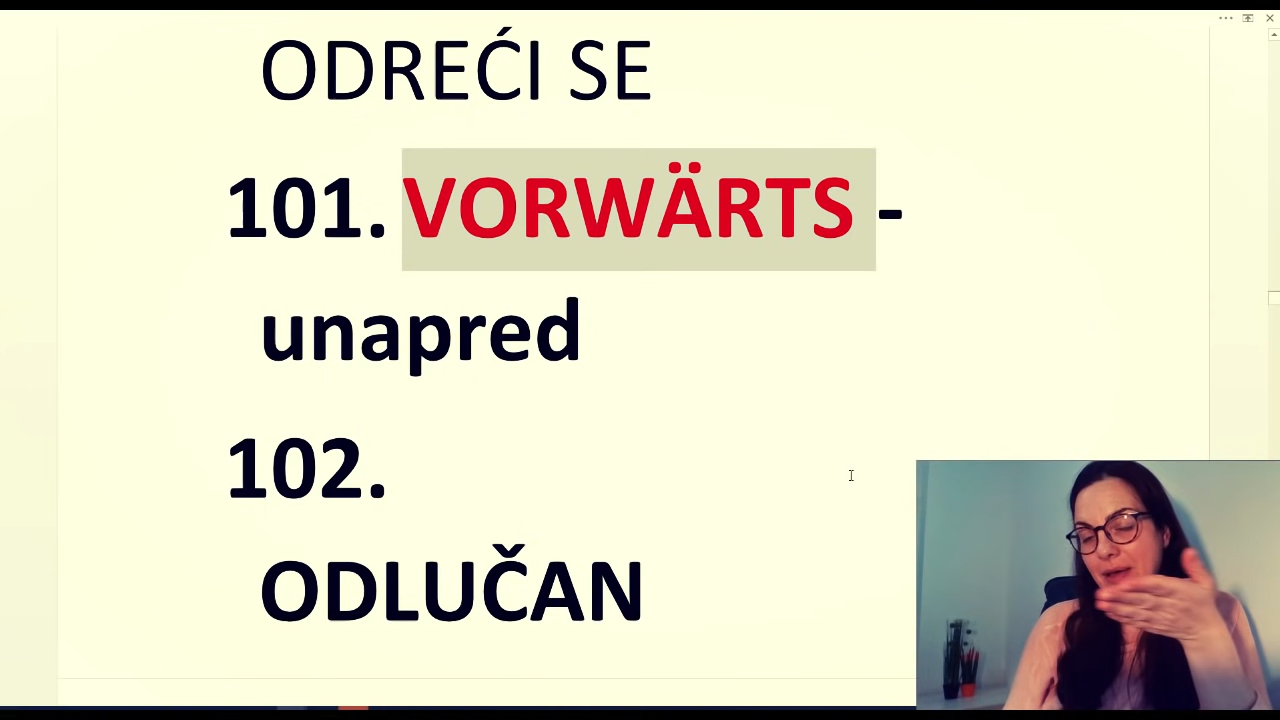 ODREĆI SE
101. VORWÄRTS -
unapred
102.
ODLUČAN